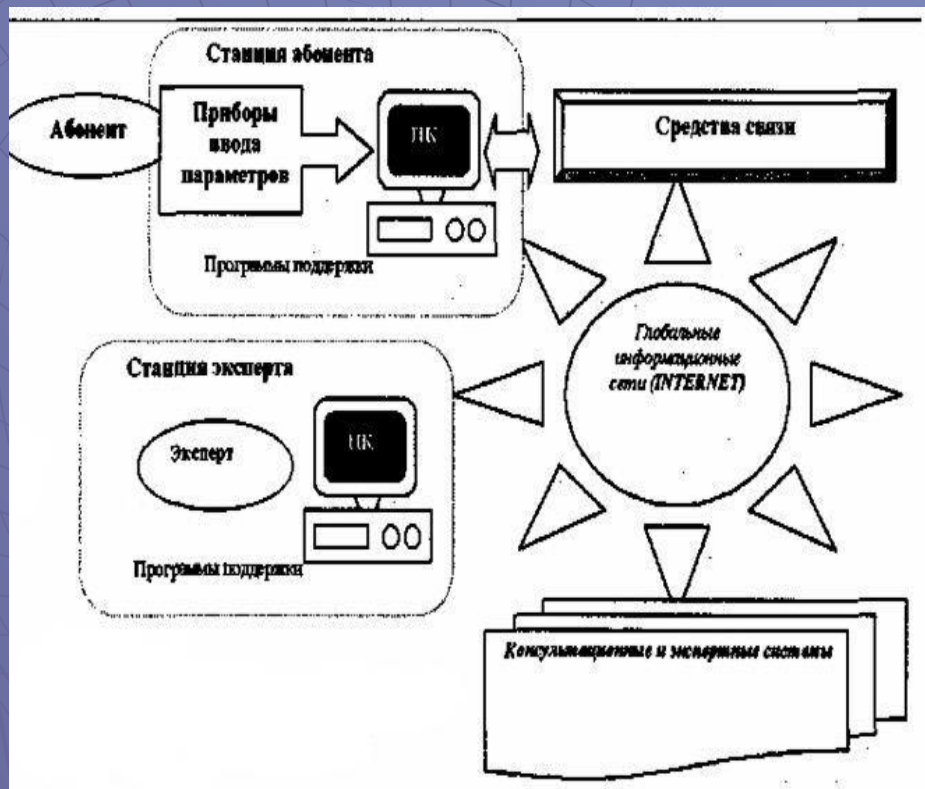 Станция абонента
Абонент
Приборы
ввода
параметров
ПК
Средства связи
Программы поддержки
Глобальные
информационные
сети (INTERNET)
Станция эксперта
Эксперт
ПК
Программы поддержки
Консультационные и экспертные системы